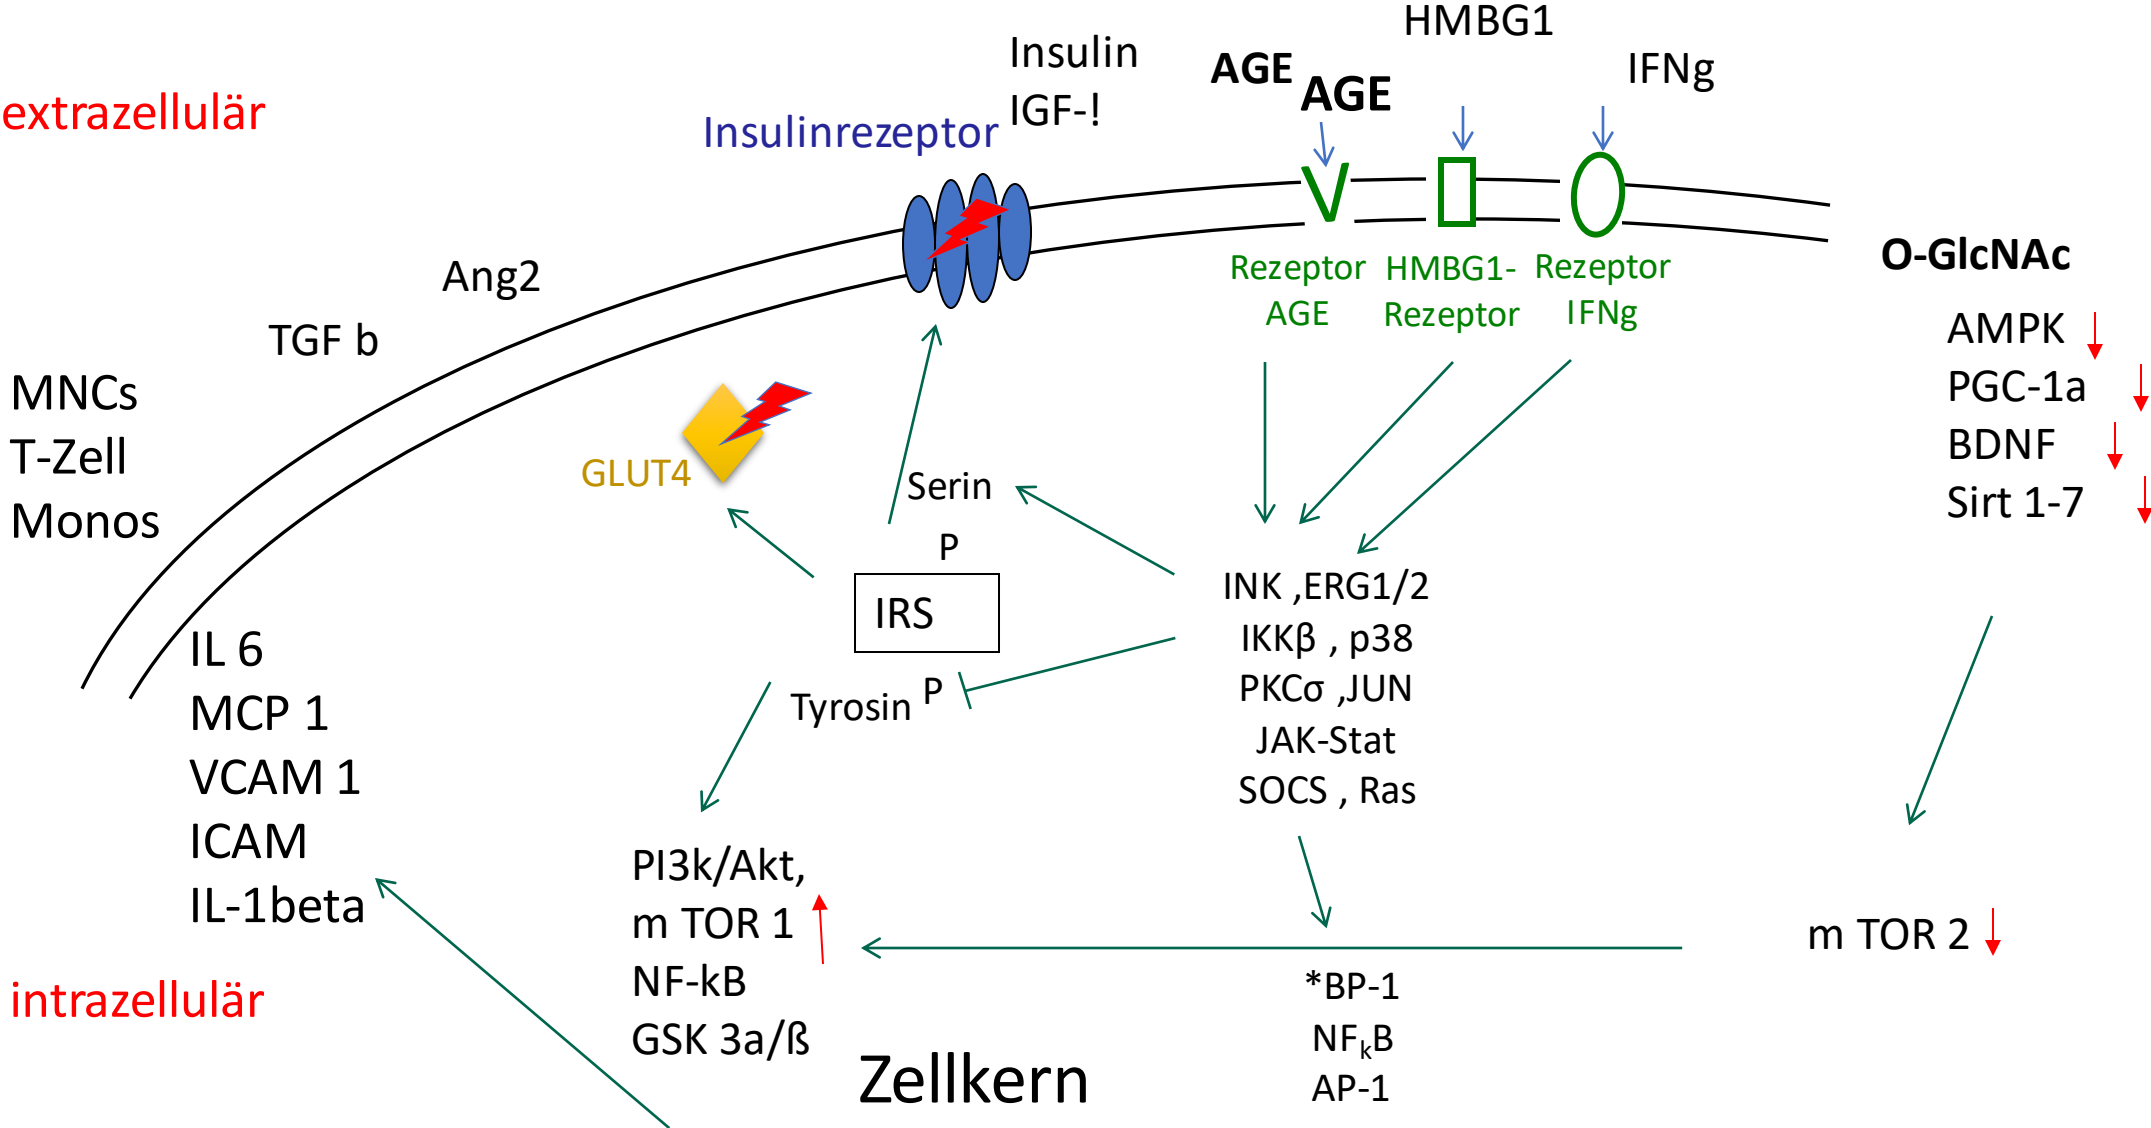 HMBG1
Insulin
IGF-!
AGE
AGE
IFNg
extrazellulär
Insulinrezeptor
Ang2
TGF b
MNCs
T-Zell
Monos
Rezeptor
AGE
HMBG1-
Rezeptor
Rezeptor
IFNg
O-GlcNAc
AMPK
PGC-1a
BDNF
Sirt 1-7
GLUT4
Serin
P
IRS
Tyrosin P
INK ,ERG1/2
IKKβ , p38
PKCσ ,JUN
JAK-Stat
SOCS , Ras
IL 6
MCP 1
VCAM 1
ICAM
IL-1beta
PI3k/Akt,
m TOR 1
NF-kB
GSK 3a/ß
m TOR 2
intrazellulär
*BP-1
NFkB
AP-1
Zellkern